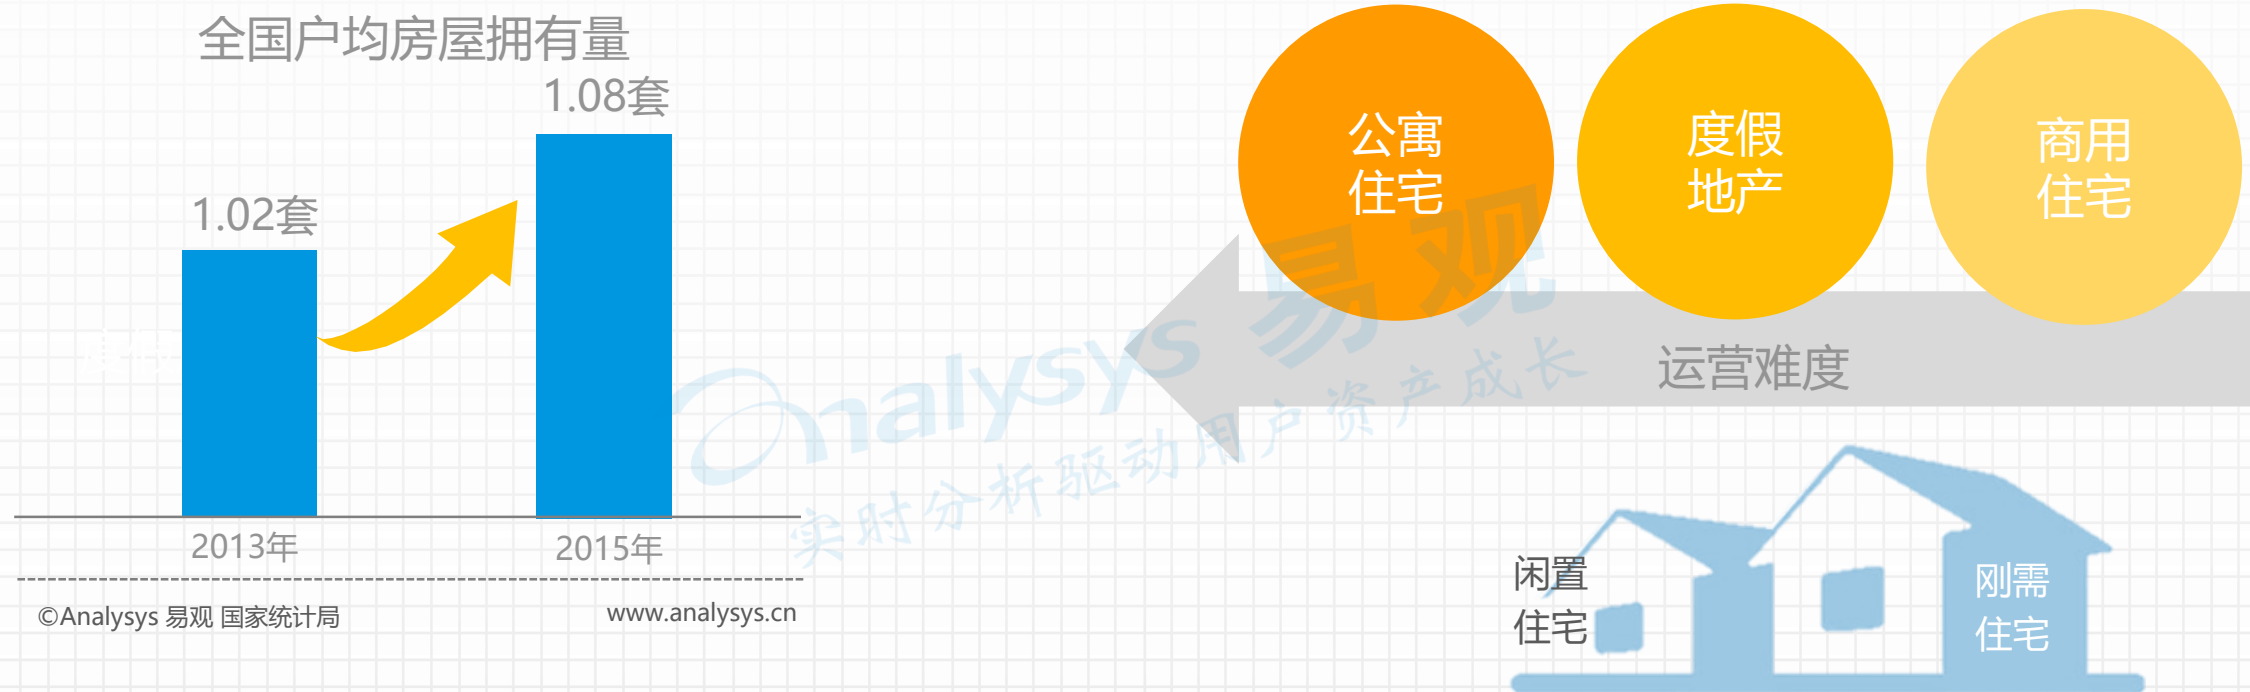 全国户均房屋拥有量
1.08套
1.02套
度假
2013年
2015年
©Analysys 易观 国家统计局
www.analysys.cn
公寓
住宅
度假
地产
商用
住宅
运营难度
闲置
住宅
刚需
住宅
analysys 易观
实时分析驱动用户资产成长